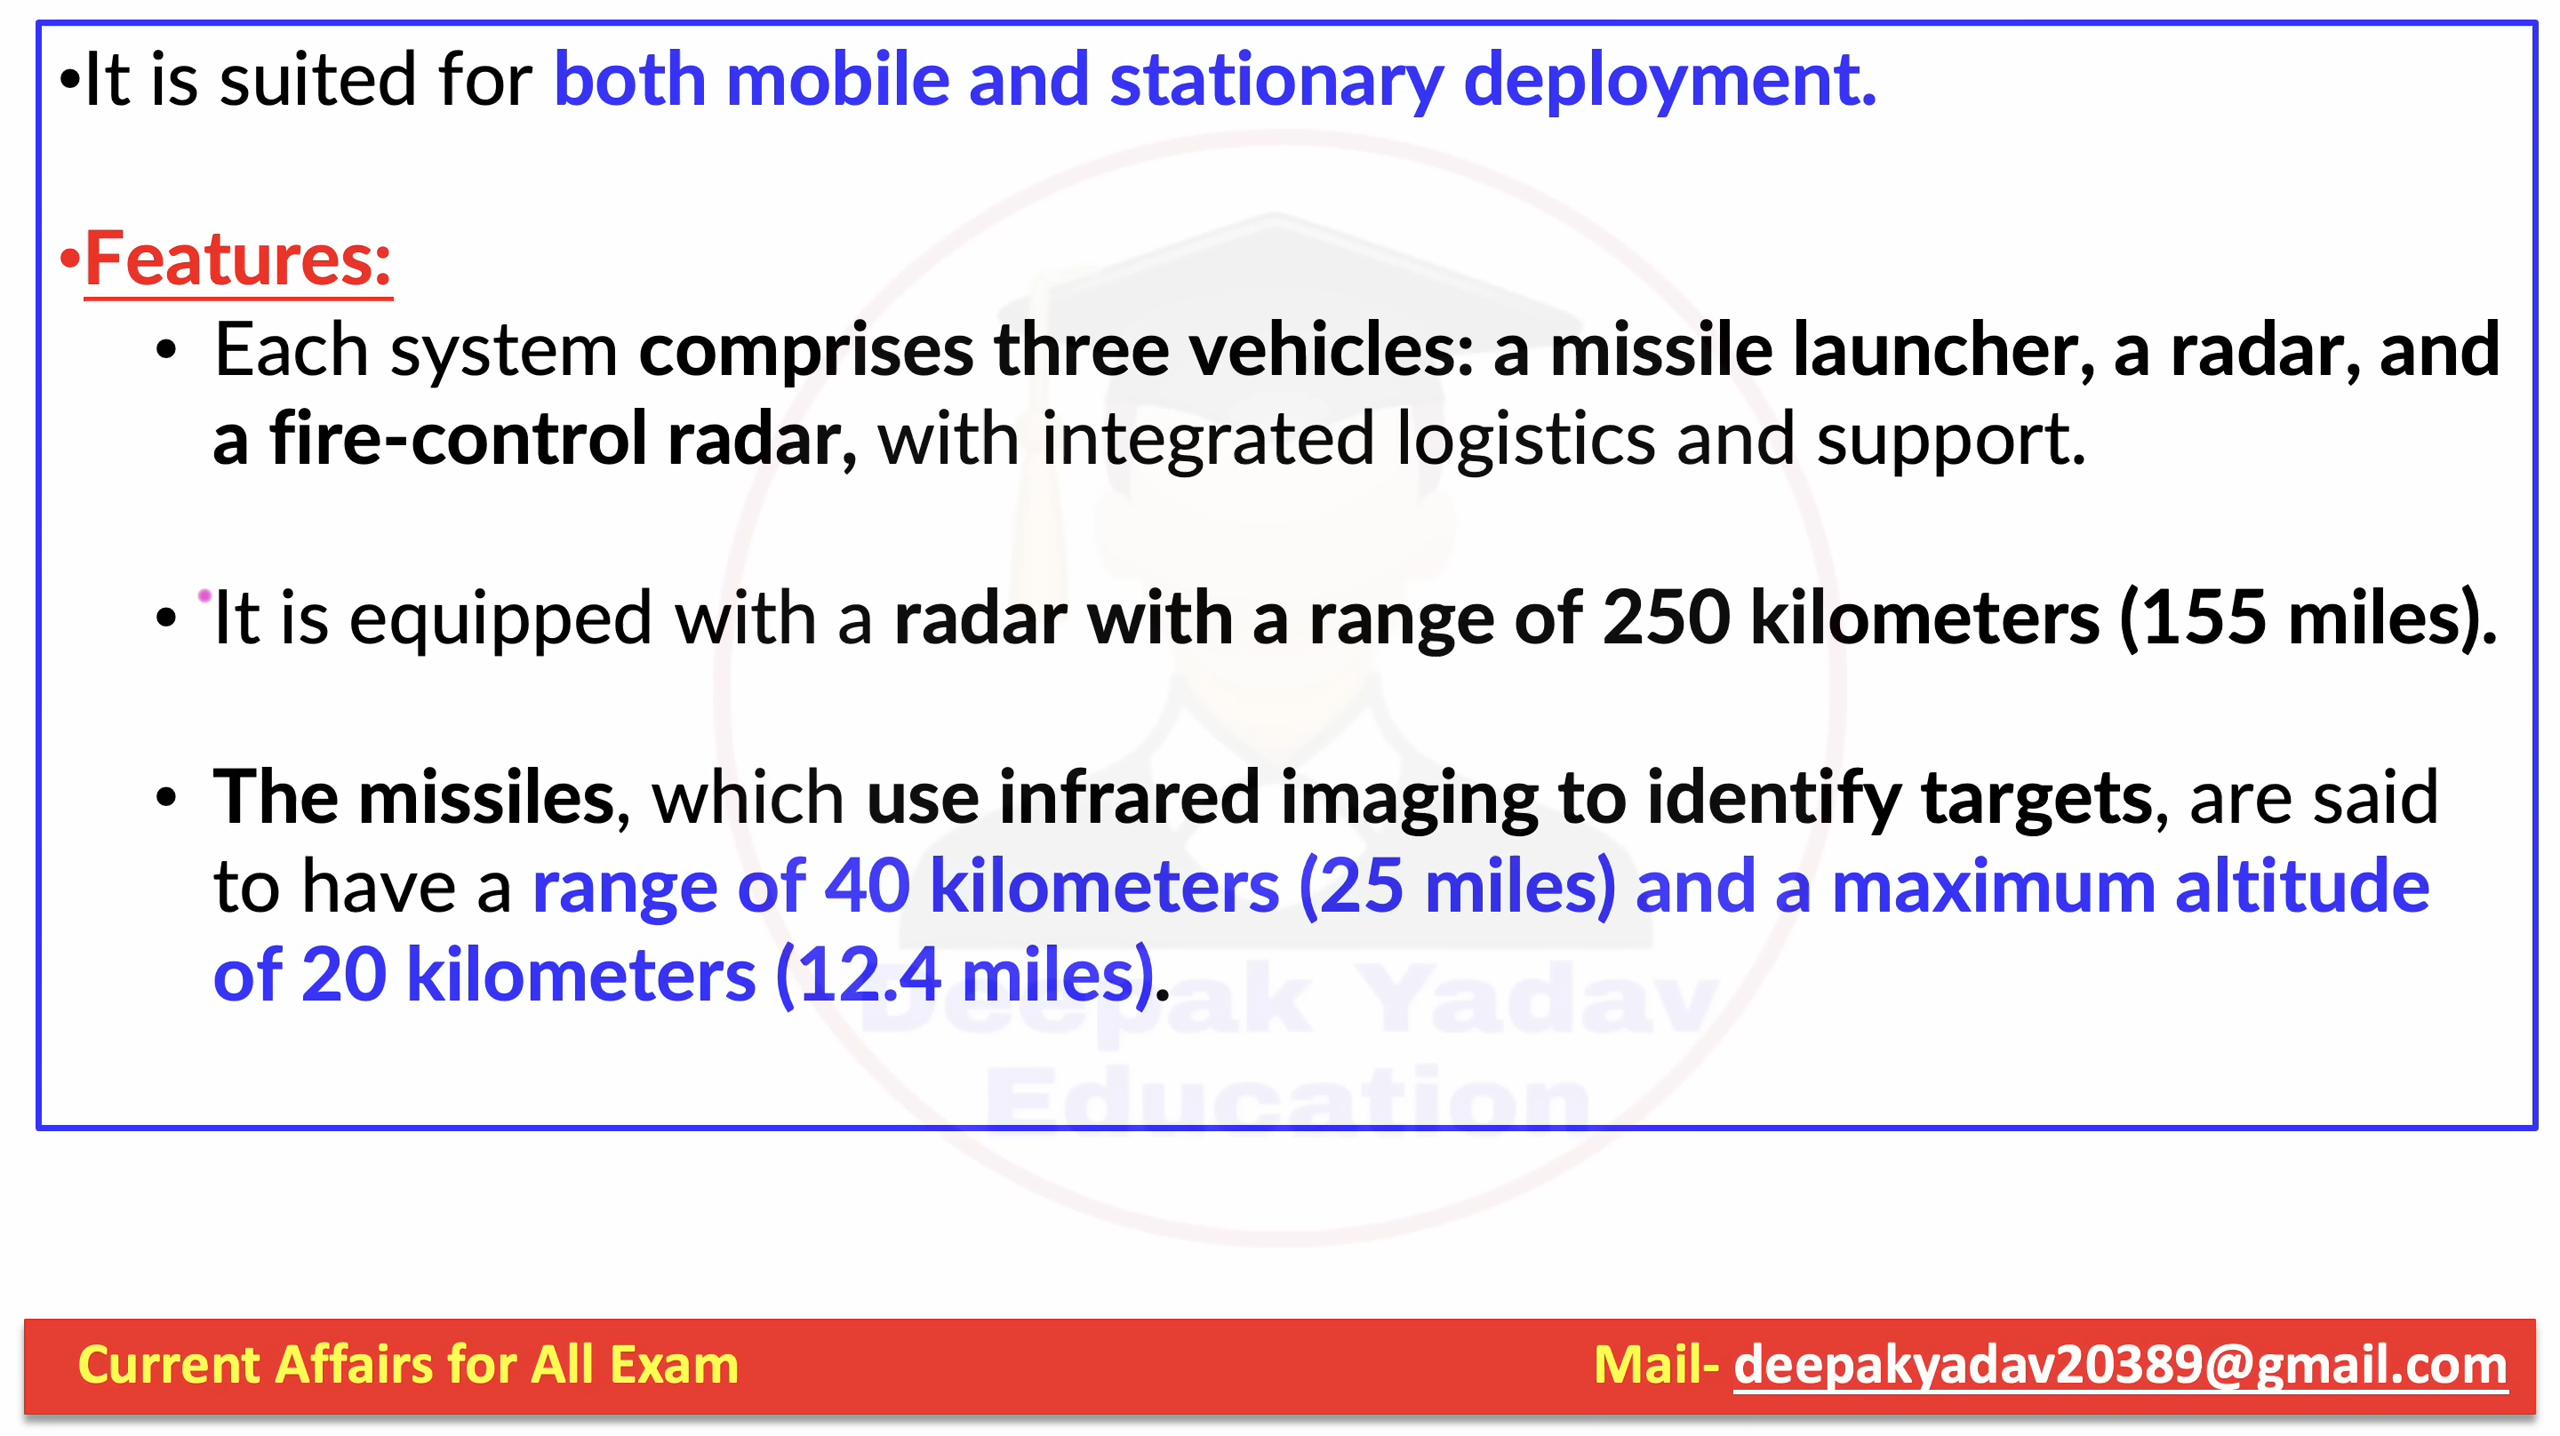 •It is suited for both mobile and stationary deployment.
•Features:
• Each system comprises three vehicles: a missile launcher, a radar, and
a fire-control radar, with integrated logistics and support.
• It is equipped with a radar with a range of 250 kilometers (155 miles).
• The missiles, which use infrared imaging to identify targets, are said
to have a range of 40 kilometers (25 miles) and a maximum altitude
of 20 kilometers (12.4 miles).
Deepak Yadav
Education
Current Affairs for All Exam
Mail- deepakyadav20389@gmail.com